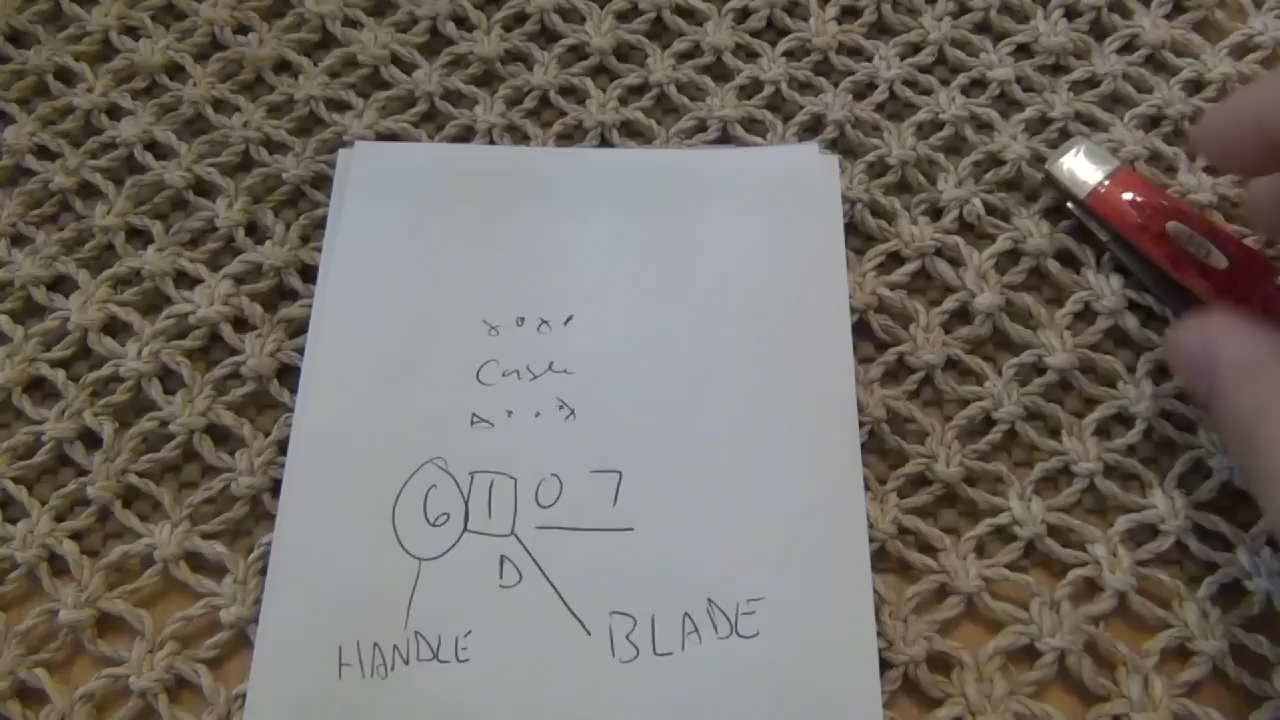 x • x •
Case
6107
D
HANDLE
BLADE